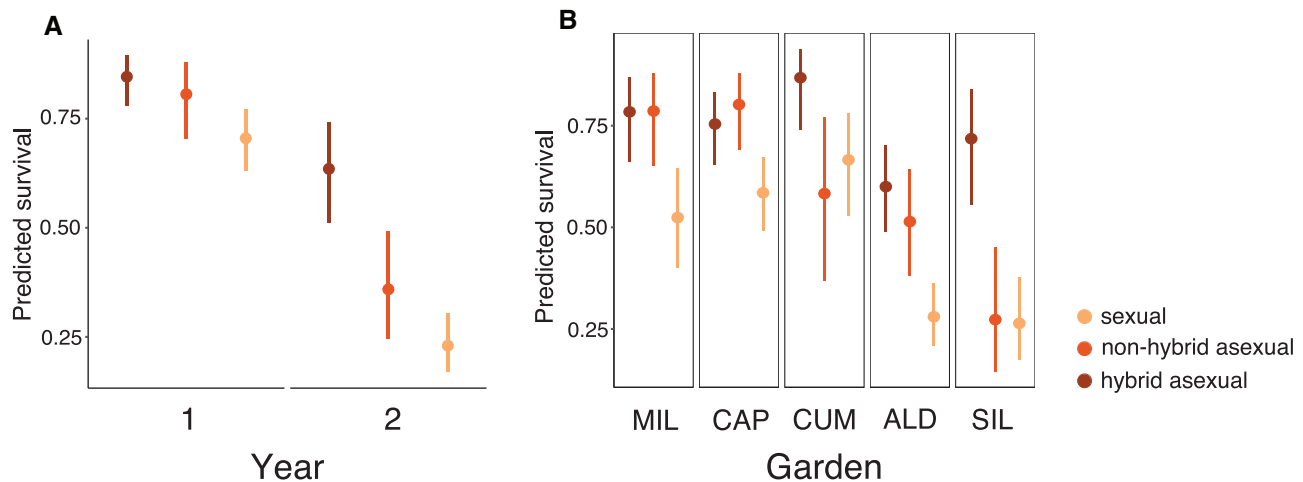 A
Predicted survival
0.75
0.50
0.25
1
2
Year
B
Predicted survival
0.75
0.50
0.25
MIL
CAP
CUM
ALD
SIL
Garden
sexual
non-hybrid asexual
hybrid asexual